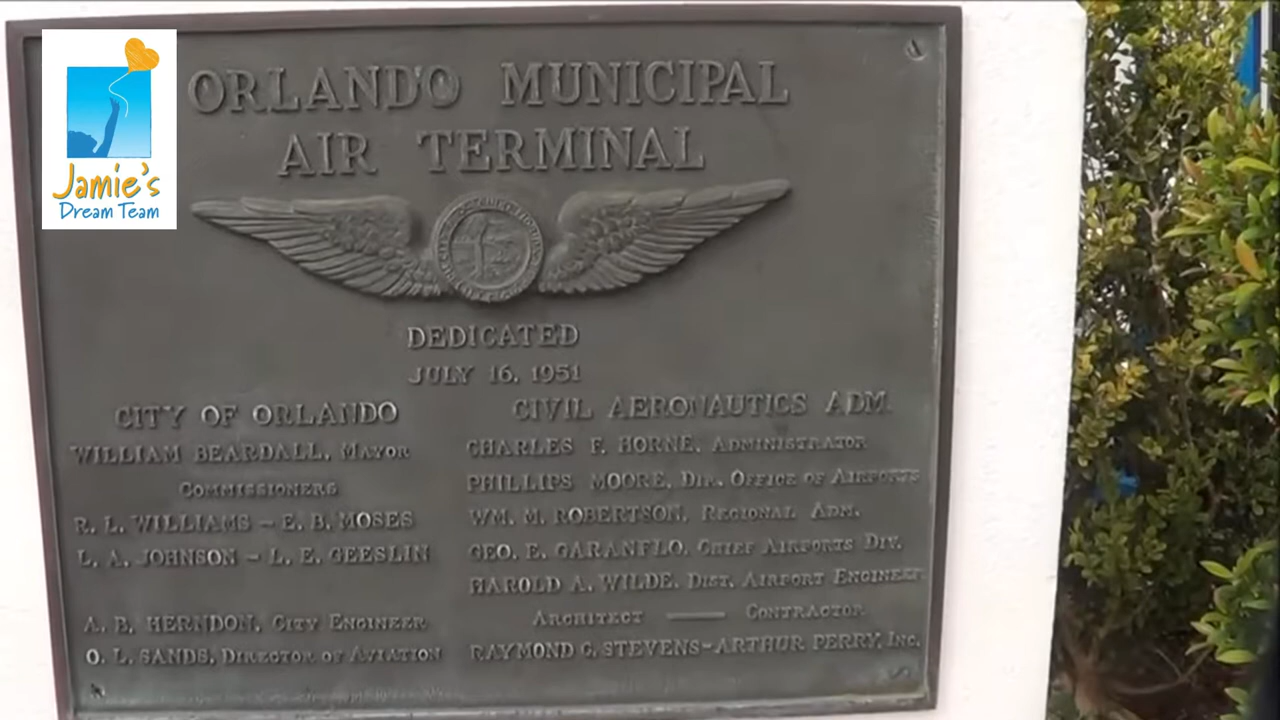 Jamie's
Dream Team
ORLANDO MUNICIPAL
AIR TERMINAL
DEDICATED
JULY 16, 1951
CITY OF ORLANDO
WILLIAM BEARDALL, MAYOR
COMMISSIONERS
R. L. WILLIAMS – E. B. MOSES
L. A. JOHNSON – L. E. GEESLIN
A. B. HERNDON, CITY ENGINEER
O. L. SANDS, DIRECTOR OF AVIATION
CIVIL AERONAUTICS ADM.
CHARLES F. HORNE, ADMINISTRATOR
PHILLIPS MOORE, DIR. OFFICE OF AIRPORTS
WM. M. ROBERTSON, REGIONAL ADM.
GEO. E. GARANFLO, CHIEF AIRPORTS DIV.
HAROLD A. WILDE, DIST. AIRPORT ENGINEER
ARCHITECT — CONTRACTOR
RAYMOND G. STEVENS–ARTHUR PERRY, INC.